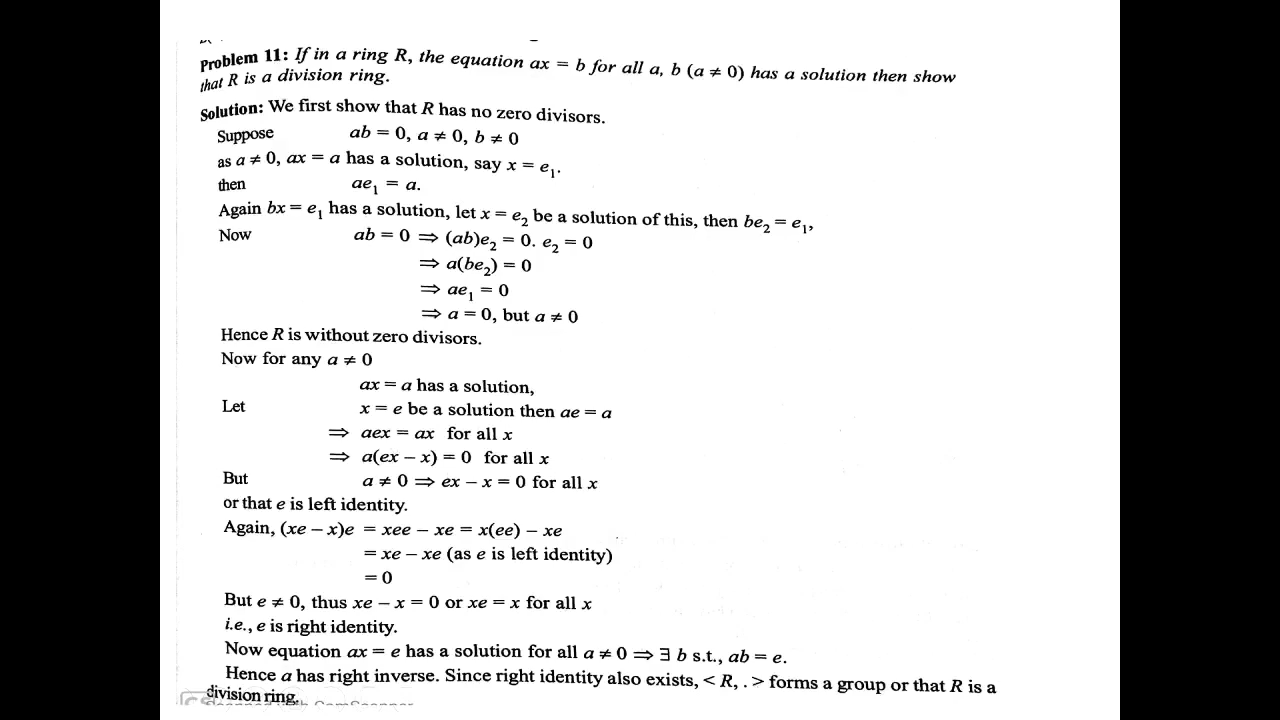 Problem 11: If in a ring R, the equation ax = b for all a, b (a ≠ 0) has a solution then show
that R is a division ring.
Solution: We first show that R has no zero divisors.
Suppose ab = 0, a ≠ 0, b ≠ 0
as a ≠ 0, ax = a has a solution, say x = e₁.
then ae₁ = a.
Again bx = e₁ has a solution, let x = e₂ be a solution of this, then be₂ = e₁,
Now ab = 0 ⇒ (ab)e₂ = 0. e₂ = 0
⇒ a(be₂) = 0
⇒ ae₁ = 0
⇒ a = 0, but a ≠ 0
Hence R is without zero divisors.
Now for any a ≠ 0
ax = a has a solution,
Let x = e be a solution then ae = a
⇒ aex = ax for all x
⇒ a(ex – x) = 0 for all x
But a ≠ 0 ⇒ ex – x = 0 for all x
or that e is left identity.
Again, (xe – x)e = xee – xe = x(ee) – xe
= xe – xe (as e is left identity)
= 0
But e ≠ 0, thus xe – x = 0 or xe = x for all x
i.e., e is right identity.
Now equation ax = e has a solution for all a ≠ 0 ⇒ ∃ b s.t., ab = e.
Hence a has right inverse. Since right identity also exists, < R, . > forms a group or that R is a
division ring.
CS